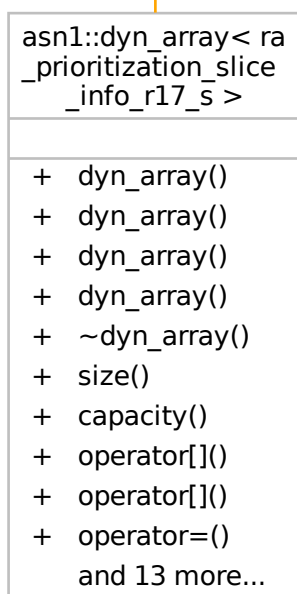 asn1::dyn_array< ra
_prioritization_slice
_info_r17_s >
+ dyn_array()
+ dyn_array()
+ dyn_array()
+ dyn_array()
+ ~dyn_array()
+ size()
+ capacity()
+ operator[]()
+ operator[]()
+ operator=()
and 13 more...